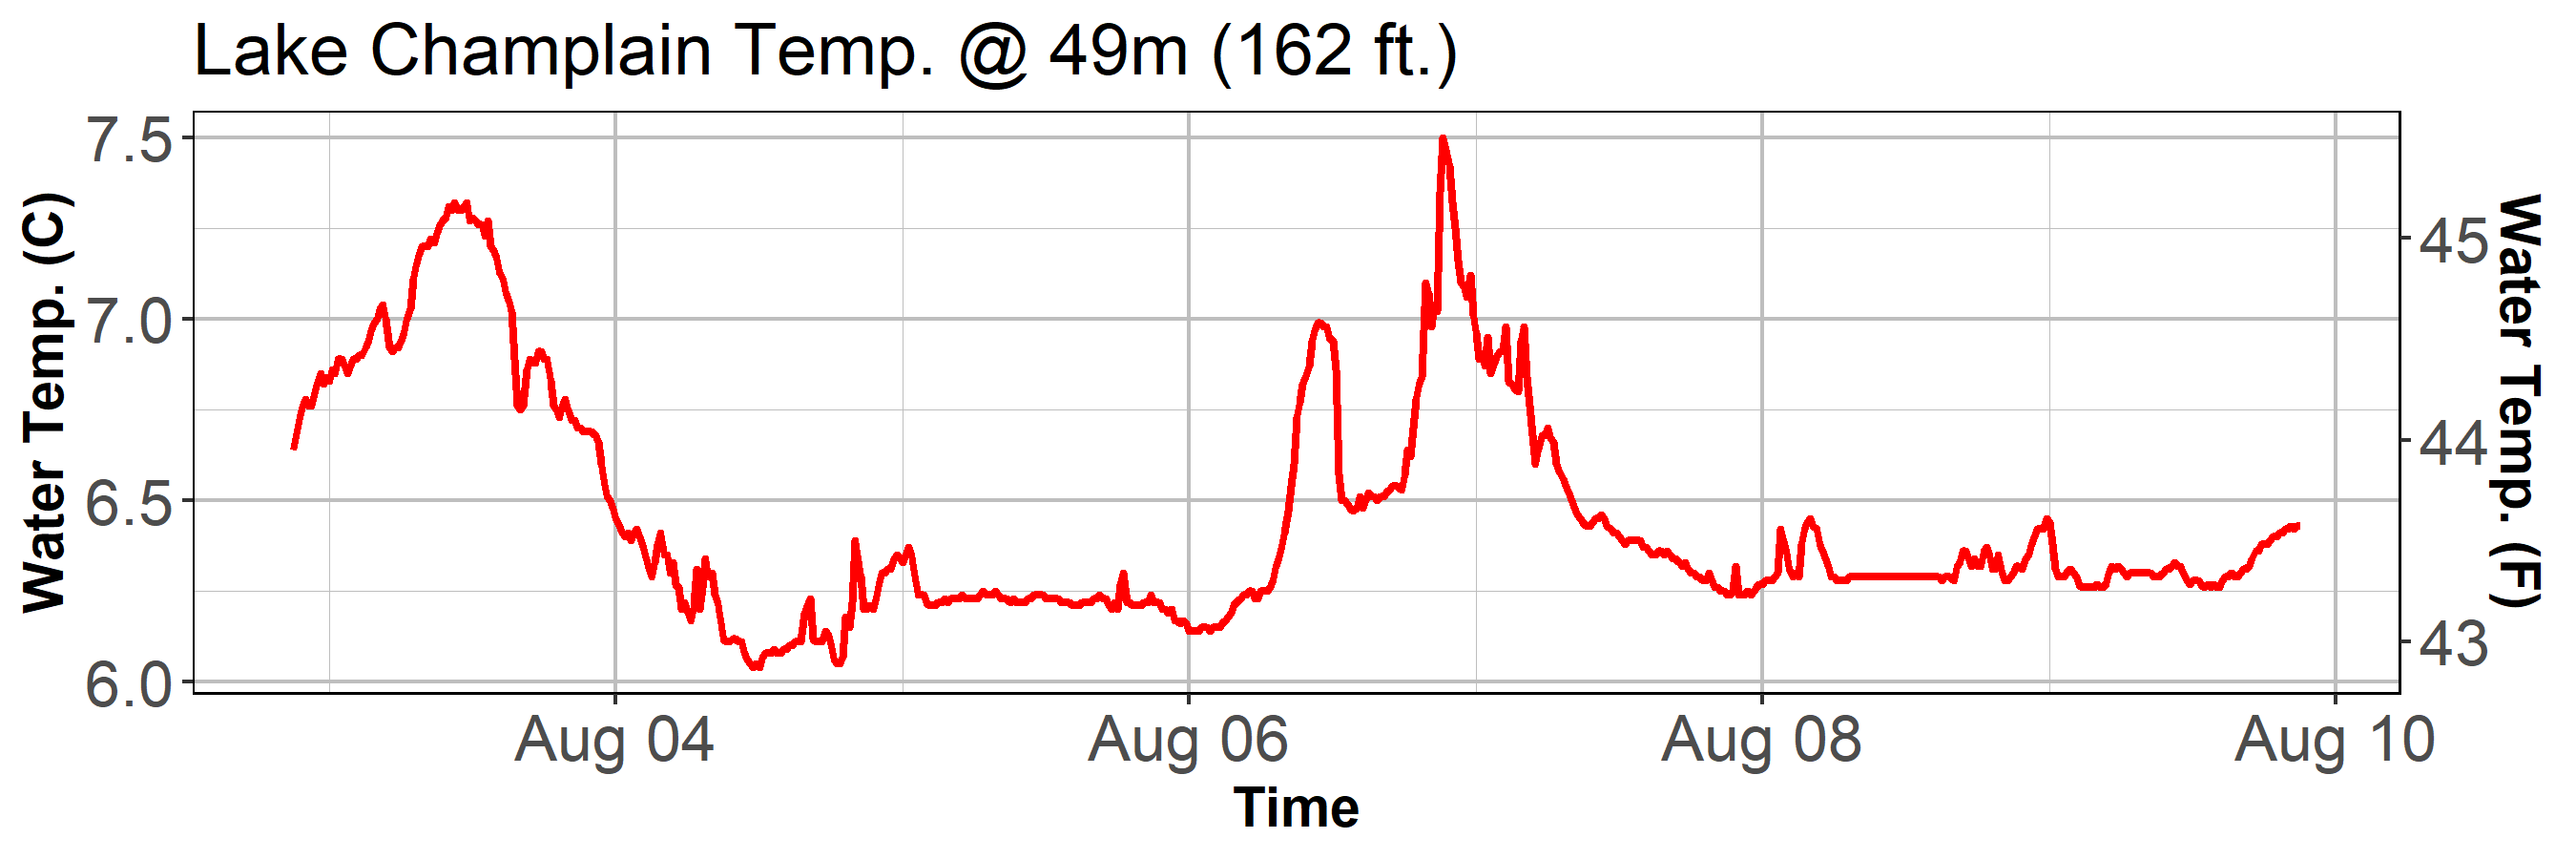 Lake Champlain Temp. @ 49m (162 ft.)
Water Temp. (C)
7.5
7.0
6.5
6.0
45
44
43
Water Temp. (F)
Aug 04 Aug 06 Aug 08 Aug 10
Time